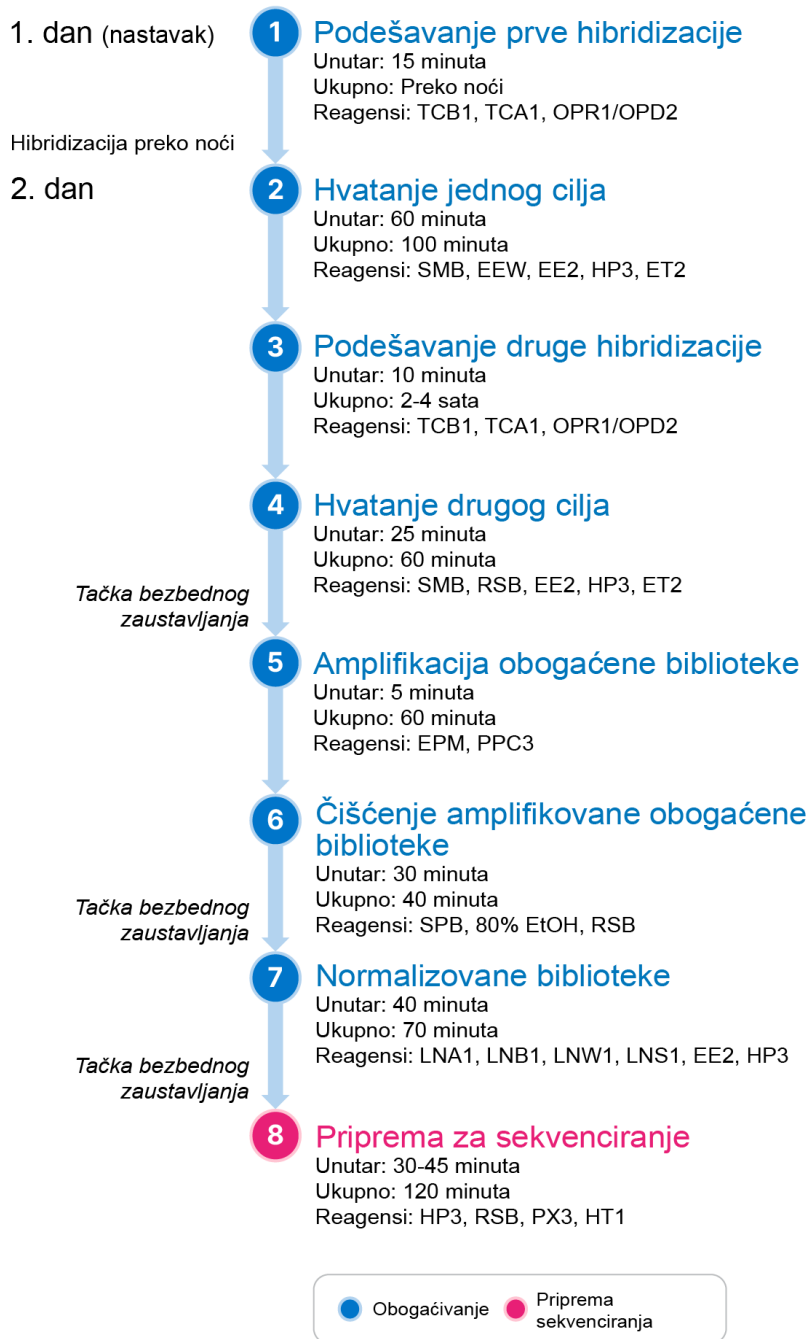 1. dan (nastavak)
1
Podešavanje prve hibridizacije
Unutar: 15 minuta
Ukupno: Preko noći
Reagensi: TCB1, TCA1, OPR1/OPD2
Hibridizacija preko noći
2. dan
2
Hvatanje jednog cilja
Unutar: 60 minuta
Ukupno: 100 minuta
Reagensi: SMB, EEW, EE2, HP3, ET2
3
Podešavanje druge hibridizacije
Unutar: 10 minuta
Ukupno: 2-4 sata
Reagensi: TCB1, TCA1, OPR1/OPD2
4
Hvatanje drugog cilja
Unutar: 25 minuta
Ukupno: 60 minuta
Reagensi: SMB, RSB, EE2, HP3, ET2
Tačka bezbednog
zaustavljanja
5
Amplifikacija obogaćene biblioteke
Unutar: 5 minuta
Ukupno: 60 minuta
Reagensi: EPM, PPC3
6
Čišćenje amplifikovane obogaćene
biblioteke
Unutar: 30 minuta
Ukupno: 40 minuta
Reagensi: SPB, 80% EtOH, RSB
Tačka bezbednog
zaustavljanja
7
Normalizovane biblioteke
Unutar: 40 minuta
Ukupno: 70 minuta
Reagensi: LNA1, LNB1, LNW1, LNS1, EE2, HP3
Tačka bezbednog
zaustavljanja
8
Priprema za sekvenciranje
Unutar: 30-45 minuta
Ukupno: 120 minuta
Reagensi: HP3, RSB, PX3, HT1
Obogaćivanje
Priprema
sekvenciranja